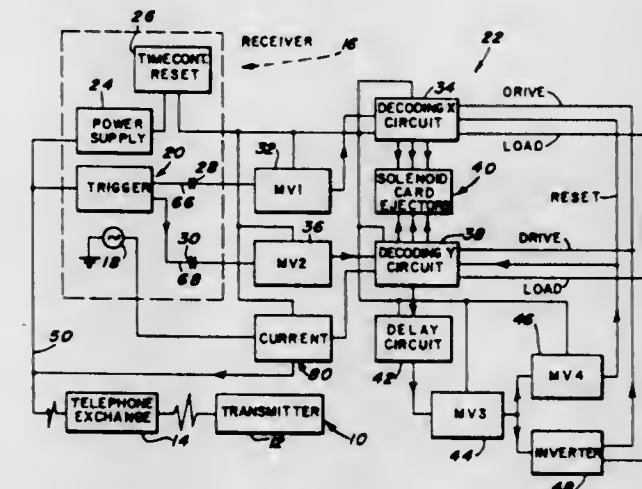 26
RECEIVER
16
22
TIME CONT.
RESET
24
POWER
SUPPLY
34
DECODING X
CIRCUIT
DRIVE
LOAD
20
TRIGGER
28
66
32
MV1
SOLENOID
CARD
EJECTORS
40
RESET
30
68
18
36
MV2
38
DECODING Y
CIRCUIT
DRIVE
LOAD
50
CURRENT
80
DELAY
CIRCUIT
42
46
MV4
TELEPHONE
EXCHANGE
14
TRANSMITTER
12
10
MV3
44
INVERTER
48